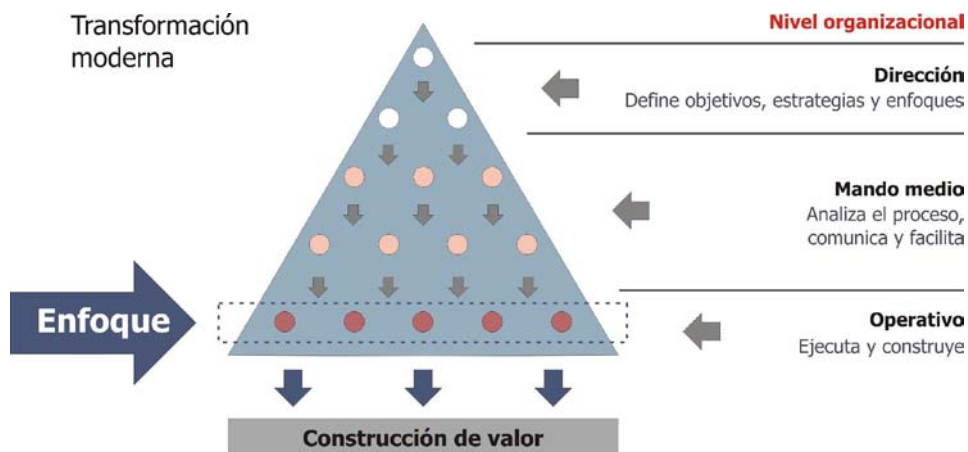 Transformación
moderna
Nivel organizacional
Dirección
Define objetivos, estrategias y enfoques
Mando medio
Analiza el proceso,
comunica y facilita
Enfoque
Operativo
Ejecuta y construye
Construcción de valor